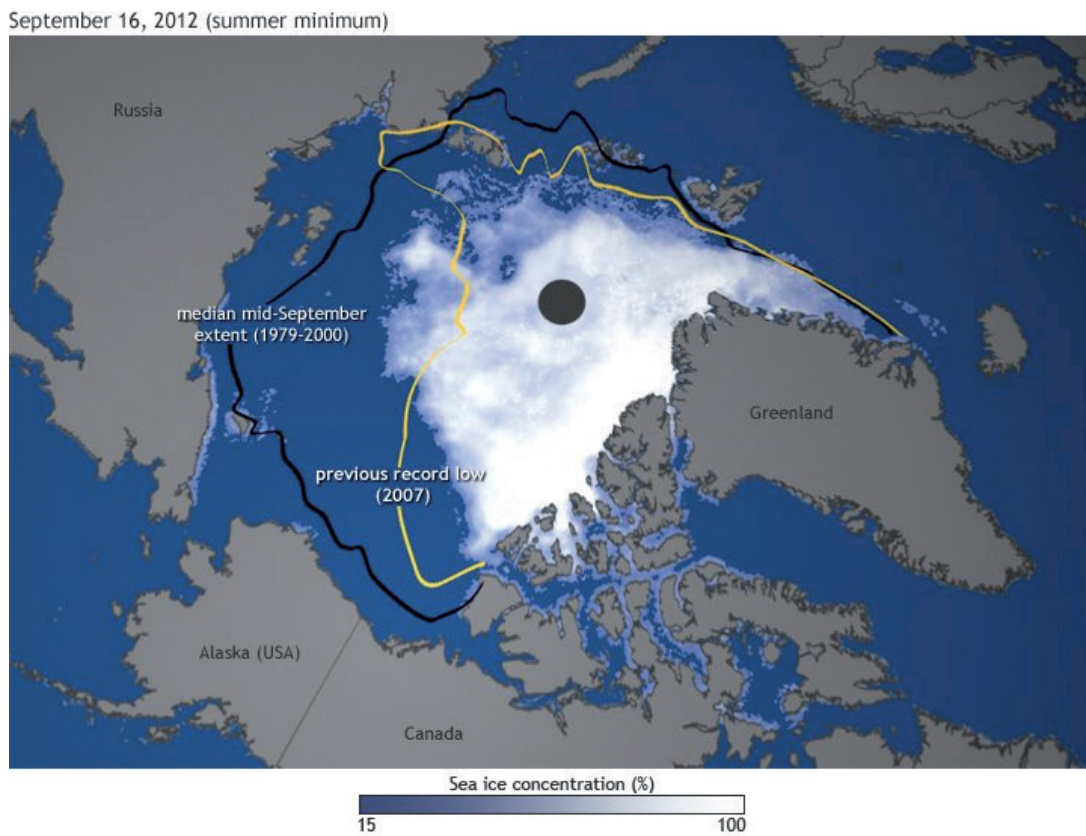 September 16, 2012 (summer minimum)
Russia
median mid-September
extent (1979-2000)
Greenland
previous record low
(2007)
Alaska (USA)
Canada
Sea ice concentration (%)
15 100